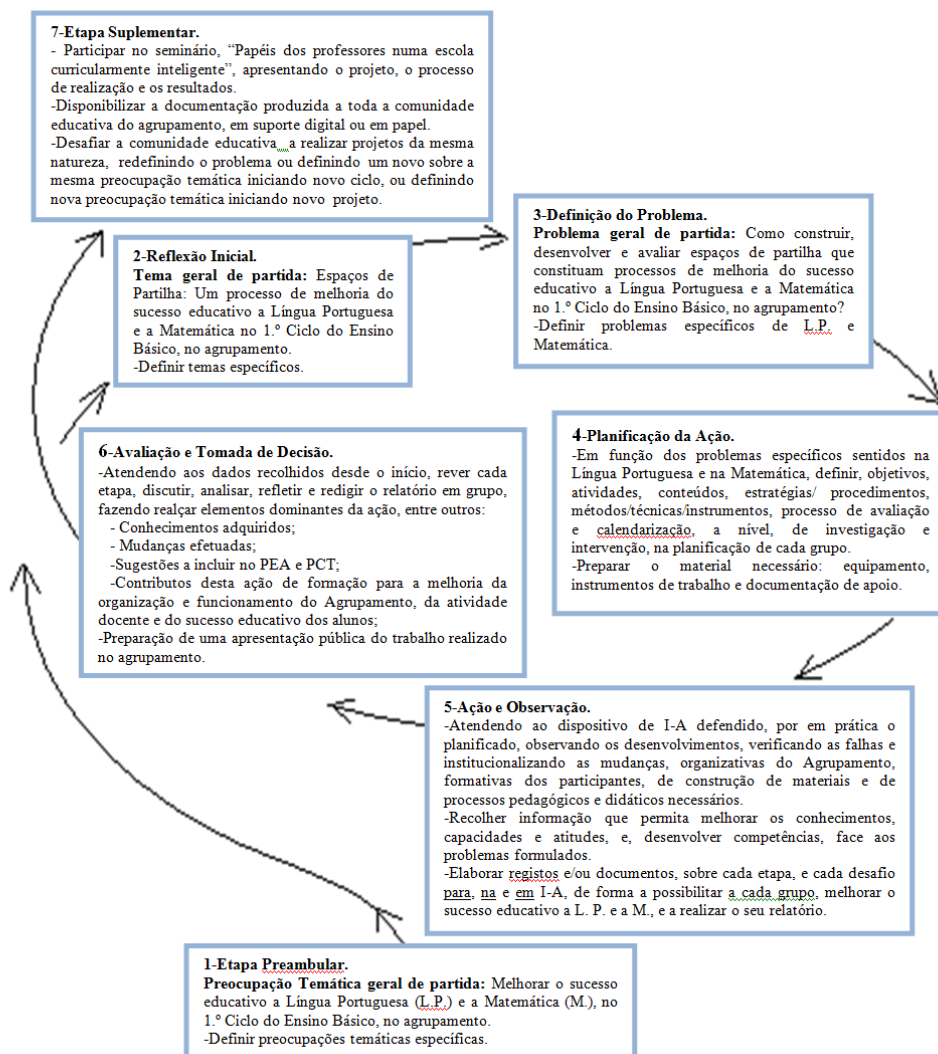 7-Etapa Suplementar.
- Participar no seminário, “Papéis dos professores numa escola
curricularmente inteligente”, apresentando o projeto, o processo
de realização e os resultados.
-Disponibilizar a documentação produzida a toda a comunidade
educativa do agrupamento, em suporte digital ou em papel.
-Desafiar a comunidade educativa a realizar projetos da mesma
natureza, redefinindo o problema ou definindo um novo sobre a
mesma preocupação temática iniciando novo ciclo, ou definindo
nova preocupação temática iniciando novo projeto.
2-Reflexão Inicial.
Tema geral de partida: Espaços de
Partilha: Um processo de melhoria do
sucesso educativo a Língua Portuguesa
e a Matemática no 1.º Ciclo do Ensino
Básico, no agrupamento.
-Definir temas específicos.
3-Definição do Problema.
Problema geral de partida: Como construir,
desenvolver e avaliar espaços de partilha que
constituam processos de melhoria do sucesso
educativo a Língua Portuguesa e a Matemática
no 1.º Ciclo do Ensino Básico, no agrupamento?
-Definir problemas específicos de L.P. e
Matemática.
4-Planificação da Ação.
-Em função dos problemas específicos sentidos na
Língua Portuguesa e na Matemática, definir, objetivos,
atividades, conteúdos, estratégias/ procedimentos,
métodos/técnicas/instrumentos, processo de avaliação
e calendarização, a nível, de investigação e
intervenção, na planificação de cada grupo.
-Preparar o material necessário: equipamento,
instrumentos de trabalho e documentação de apoio.
6-Avaliação e Tomada de Decisão.
-Atendendo aos dados recolhidos desde o início, rever cada
etapa, discutir, analisar, refletir e redigir o relatório em grupo,
fazendo realçar elementos dominantes da ação, entre outros:
- Conhecimentos adquiridos;
- Mudanças efetuadas;
-Sugestões a incluir no PEA e PCT;
-Contributos desta ação de formação para a melhoria da
organização e funcionamento do Agrupamento, da atividade
docente e do sucesso educativo dos alunos;
-Preparação de uma apresentação pública do trabalho realizado
no agrupamento.
5-Ação e Observação.
-Atendendo ao dispositivo de I-A defendido, por em prática o
planificado, observando os desenvolvimentos, verificando as falhas e
institucionalizando as mudanças, organizativas do Agrupamento,
formativas dos participantes, de construção de materiais e de
processos pedagógicos e didáticos necessários.
-Recolher informação que permita melhorar os conhecimentos,
capacidades e atitudes, e, desenvolver competências, face aos
problemas formulados.
-Elaborar registos e/ou documentos, sobre cada etapa, e cada desafio
para, na e em I-A, de forma a possibilitar a cada grupo, melhorar o
sucesso educativo a L. P. e a M., e a realizar o seu relatório.
1-Etapa Preambular.
Preocupação Temática geral de partida: Melhorar o sucesso
educativo a Língua Portuguesa (L.P.) e a Matemática (M.), no
1.º Ciclo do Ensino Básico, no agrupamento.
-Definir preocupações temáticas específicas.